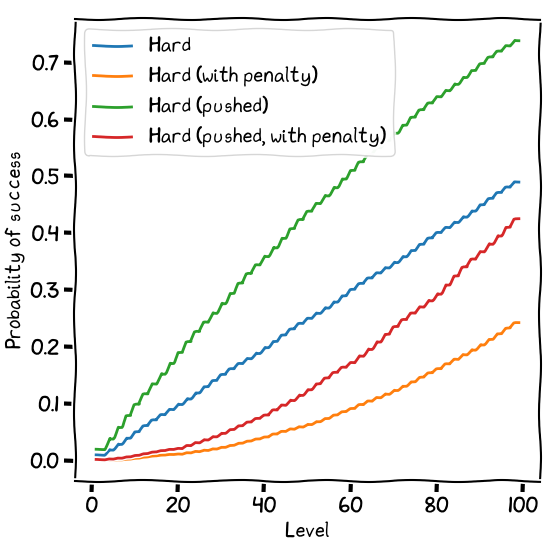 Hard
Hard (with penalty)
Hard (pushed)
Hard (pushed, with penalty)
Probability of success
0.7
0.6
0.5
0.4
0.3
0.2
0.1
0.0
0 20 40 60 80 100
Level